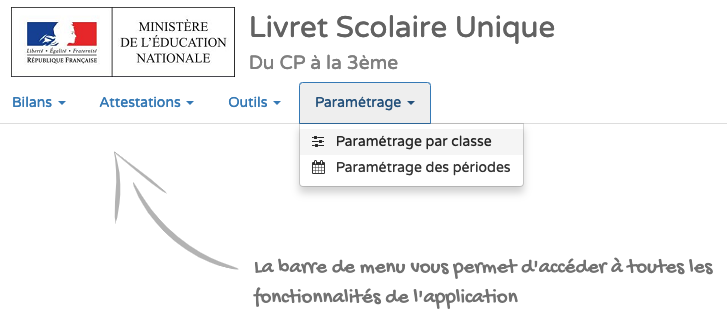 Livret Scolaire Unique
Du CP à la 3ème
MINISTÈRE
DE L'ÉDUCATION
NATIONALE
Liberté • Égalité • Fraternité
RÉPUBLIQUE FRANÇAISE
Bilans Attestations Outils Paramétrage
Paramétrage par classe
Paramétrage des périodes
La barre de menu vous permet d'accéder à toutes les
fonctionnalités de l'application